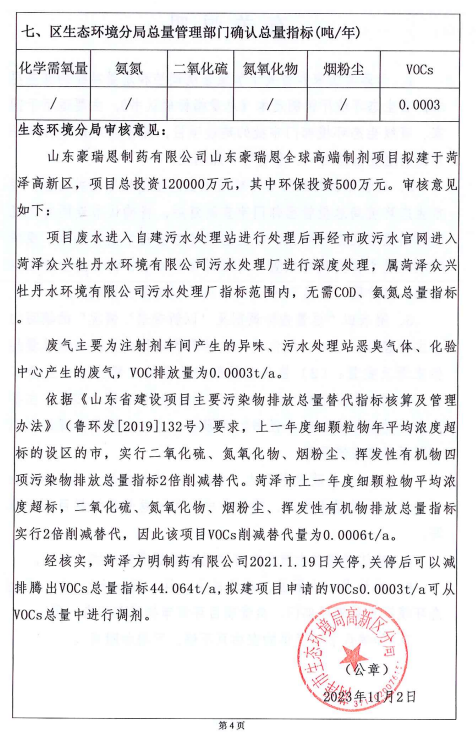 七、区生态环境分局总量管理部门确认总量指标(吨/年)
化学需氧量 氨氮 二氧化硫 氮氧化物 烟粉尘 VOCs
/ / / / / 0.0003
生态环境分局审核意见：
山东豪瑞恩制药有限公司山东豪瑞恩全球高端制剂项目拟建于菏
泽高新区，项目总投资120000万元，其中环保投资500万元。审核意见
如下：
项目废水进入自建污水处理站进行处理后再经市政污水官网进入
菏泽众兴牡丹水环境有限公司污水处理厂进行深度处理，属菏泽众兴
牡丹水环境有限公司污水处理厂指标范围内，无需COD、氨氮总量指标
。
废气主要为注射剂车间产生的异味、污水处理站恶臭气体、化验
中心产生的废气，VOC排放量为0.0003t/a。
依据《山东省建设项目主要污染物排放总量替代指标核算及管理
办法》（鲁环发[2019]132号）要求，上一年度细颗粒物年平均浓度超
标的设区的市，实行二氧化硫、氮氧化物、烟粉尘、挥发性有机物四
项污染物排放总量指标2倍削减替代。菏泽市上一年度细颗粒物平均浓
度超标，二氧化硫、氮氧化物、烟粉尘、挥发性有机物排放总量指标
实行2倍削减替代，因此该项目VOCs削减替代量为0.0006t/a。
经核实，菏泽方明制药有限公司2021.1.19日关停,关停后可以减
排腾出VOCs总量指标44.064t/a,拟建项目申请的VOCs0.0003t/a可从
VOCs总量中进行调剂。
市生态环境局高新区分局
（公章）
2023年11月2日
第4页